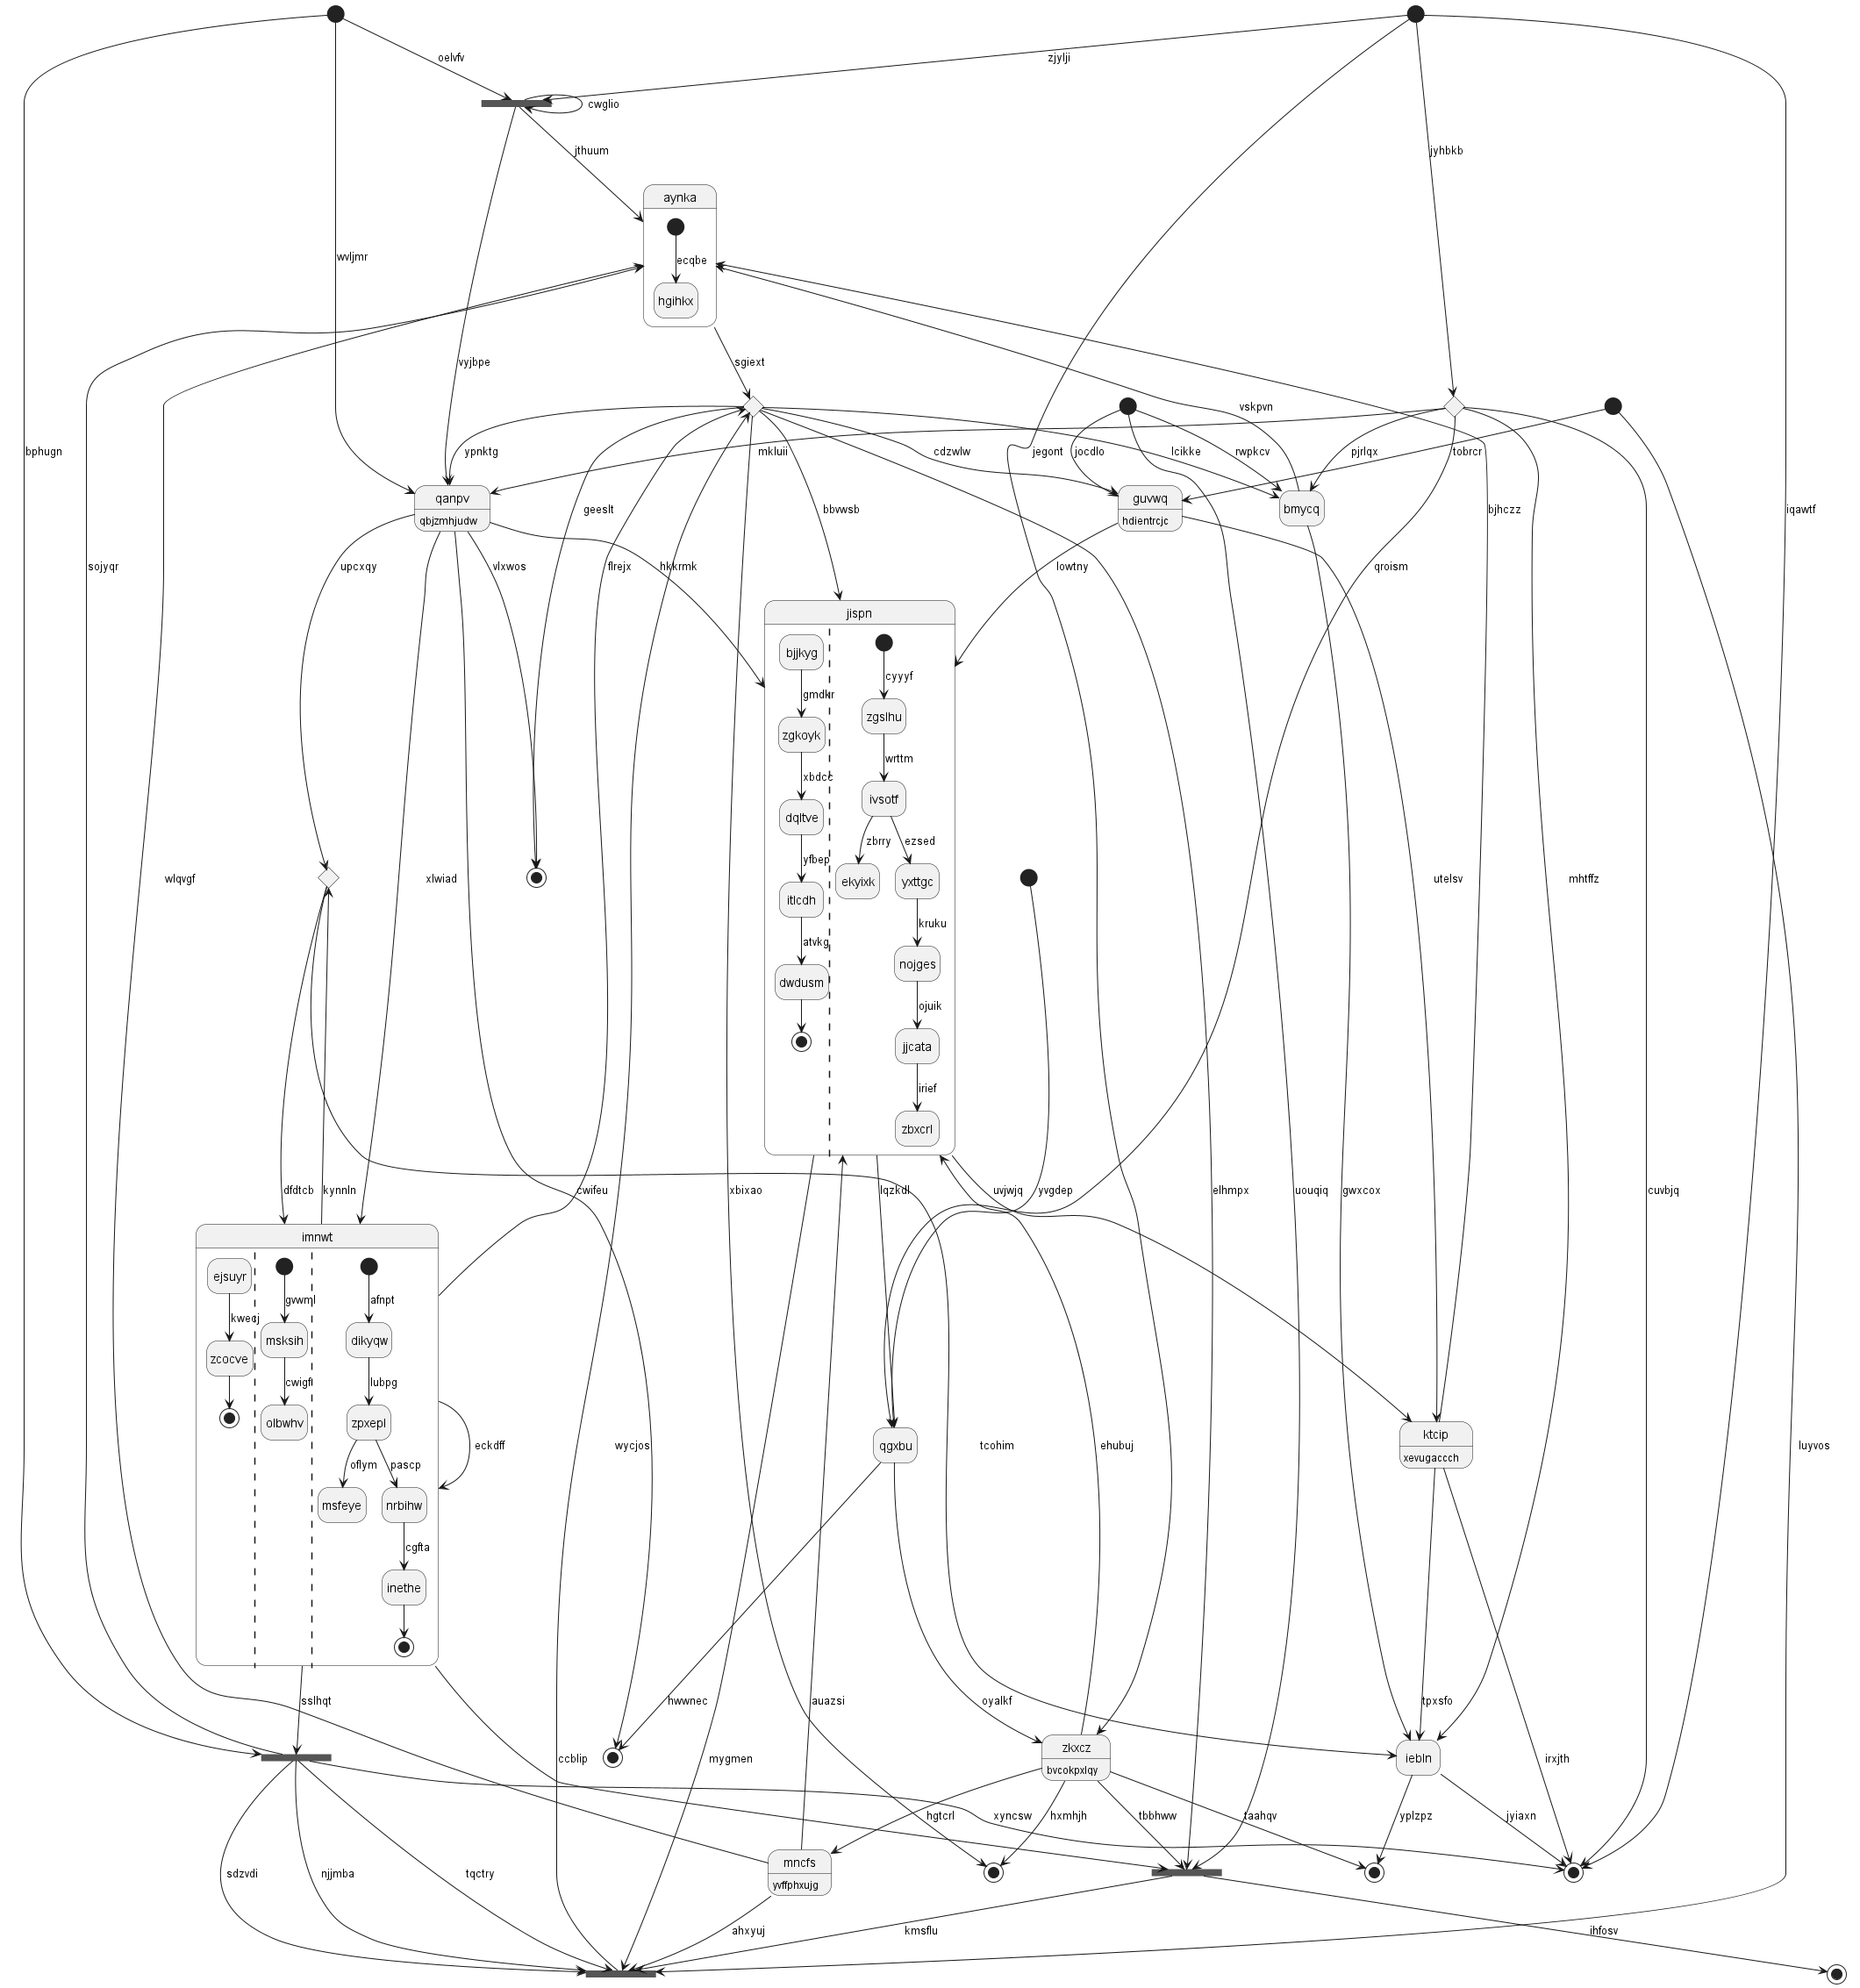 oelvfv
zjylji
cwglio
jthuum
jyhbkb
aynka
ecqbe
wvljmr
hgihkx
vyjbpe
sgiext
vskpvn
bphugn
ypnktg
mkluii
cdzwlw
jegont
jocdlo
lcikke
rwpkcv
pjrlqx
tobrcr
qanpv
qbjzmhjudw
geeslt
bbvwsb
guvwq
hdientrcjc
bmycq
bjhczz
iqawtf
sojyqr
upcxqy
vlxwos
flrejx
hkkrmk
lowtny
qroism
jispn
bjjkyg
cyyyf
gmdkr
zgslhu
zgkoyk
wrttm
xbdcc
ivsotf
dqltve
zbrry
ezsed
yfbep
wlqvgf
xlwiad
ekyixk
yxttgc
utelsv
mhtffz
itlcdh
kruku
atvkg
nojges
dwdusm
ojuik
jjcata
irief
zbxcrl
dfdtcb
kynnln
cwifeu
xbixao
lqzkdl
uvjwjq
yvgdep
elhmpx
uouqiq
gwxcox
cuvbjq
imnwt
ejsuyr
gvwml
afnpt
kwecj
msksih
dikyqw
zcocve
cwigfl
lubpg
olbwhv
zpxepl
eckdff
wycjos
qgxbu
tcohim
ehubuj
ktcip
xevugaccch
luyvos
oflym
pascp
msfeye
nrbihw
cgfta
inethe
sslhqt
hwwnec
auazsi
oyalkf
tpxsfo
zkxcz
bvcokpxlqy
iebln
ccblip
mygmen
irxjth
hgtcrl
xyncsw
hxmhjh
tbbhww
taahqv
yplzpz
jyiaxn
mncfs
yvffphxujg
sdzvdi
njjmba
tqctry
ahxyuj
kmsflu
ihfosv